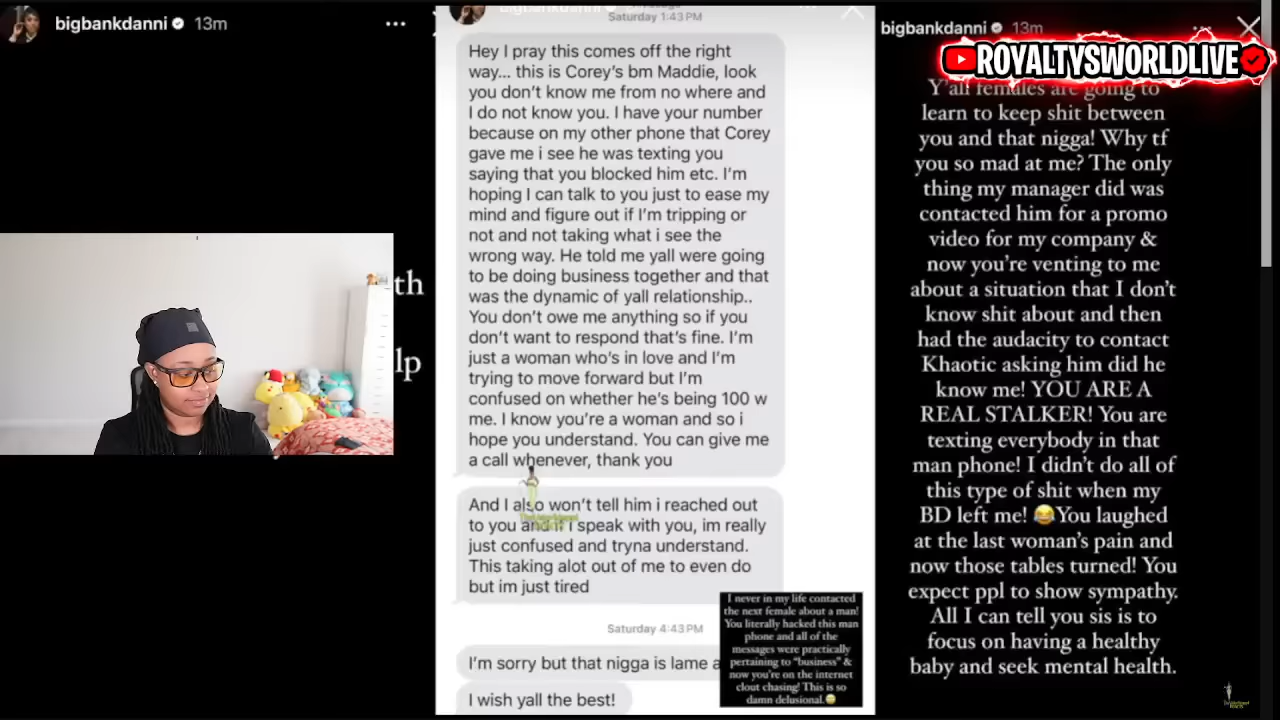 bigbankdanni 13m
th
lp
bigbankdanni
Saturday 1:43 PM
Hey I pray this comes off the right
way... this is Corey's bm Maddie, look
you don't know me from no where and
I do not know you. I have your number
because on my other phone that Corey
gave me i see he was texting you
saying that you blocked him etc. I'm
hoping I can talk to you just to ease my
mind and figure out if I'm tripping or
not and not taking what i see the
wrong way. He told me yall were going
to be doing business together and that
was the dynamic of yall relationship..
You don't owe me anything so if you
don't want to respond that's fine. I'm
just a woman who's in love and I'm
trying to move forward but I'm
confused on whether he's being 100 w
me. I know you're a woman and so i
hope you understand. You can give me
a call whenever, thank you
And I also won't tell him i reached out
to you and if i speak with you, im really
just confused and tryna understand.
This taking alot out of me to even do
but im just tired
Saturday 4:43 PM
I'm sorry but that nigga is lame a
I wish yall the best!
I never in my life contacted
the next female about a man!
You literally hacked this man
phone and all of the
messages were practically
pertaining to "business" &
now you're on the internet
clout chasing! This is so
damn delusional.😳
bigbankdanni 13m
ROYALTYSWORLDLIVE
Y'all females are going to
learn to keep shit between
you and that nigga! Why tf
you so mad at me? The only
thing my manager did was
contacted him for a promo
video for my company &
now you're venting to me
about a situation that I don't
know shit about and then
had the audacity to contact
Khaotic asking him did he
know me! YOU ARE A
REAL STALKER! You are
texting everybody in that
man phone! I didn't do all of
this type of shit when my
BD left me! 😂You laughed
at the last woman's pain and
now those tables turned! You
expect ppl to show sympathy.
All I can tell you sis is to
focus on having a healthy
baby and seek mental health.